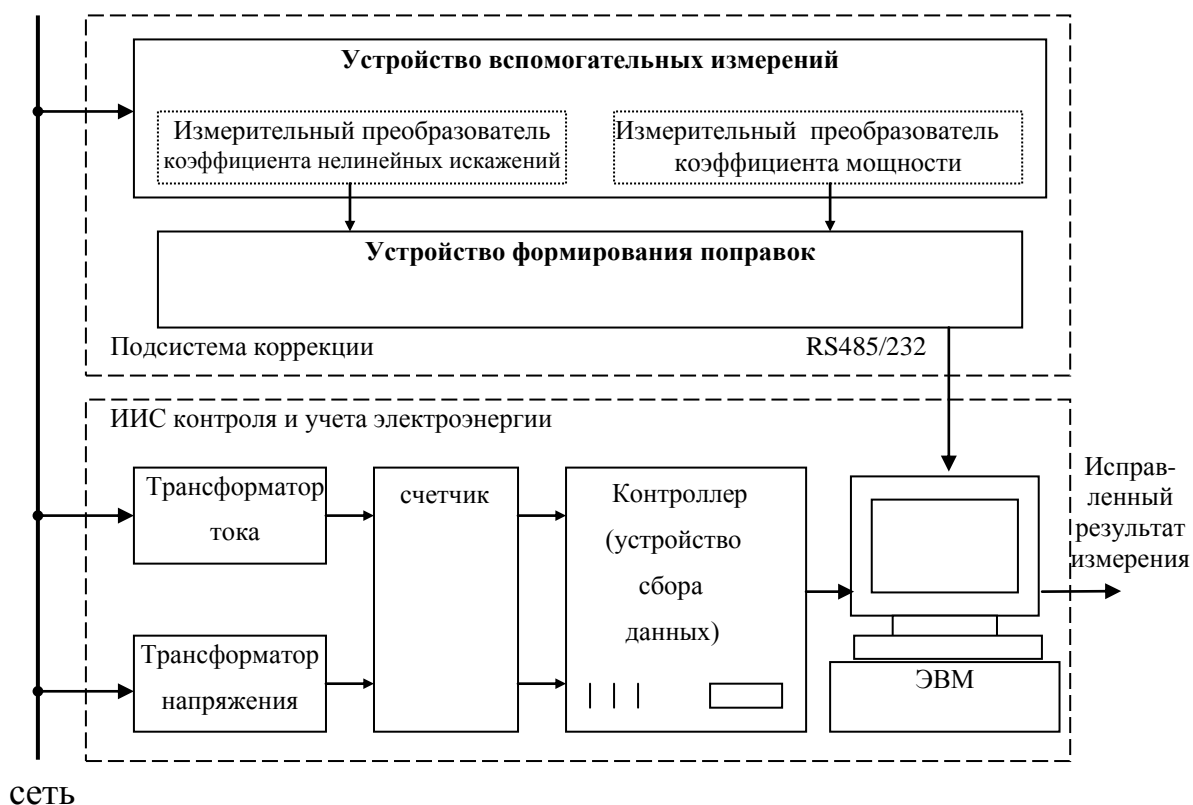 Устройство вспомогательных измерений
Измерительный преобразователь
коэффициента нелинейных искажений
Измерительный преобразователь
коэффициента мощности
Устройство формирования поправок
Подсистема коррекции
RS485/232
ИИС контроля и учета электроэнергии
Трансформатор
тока
счетчик
Контроллер
(устройство
сбора
данных)
Трансформатор
напряжения
ЭВМ
Исправ-
ленный
результат
измерения
сеть